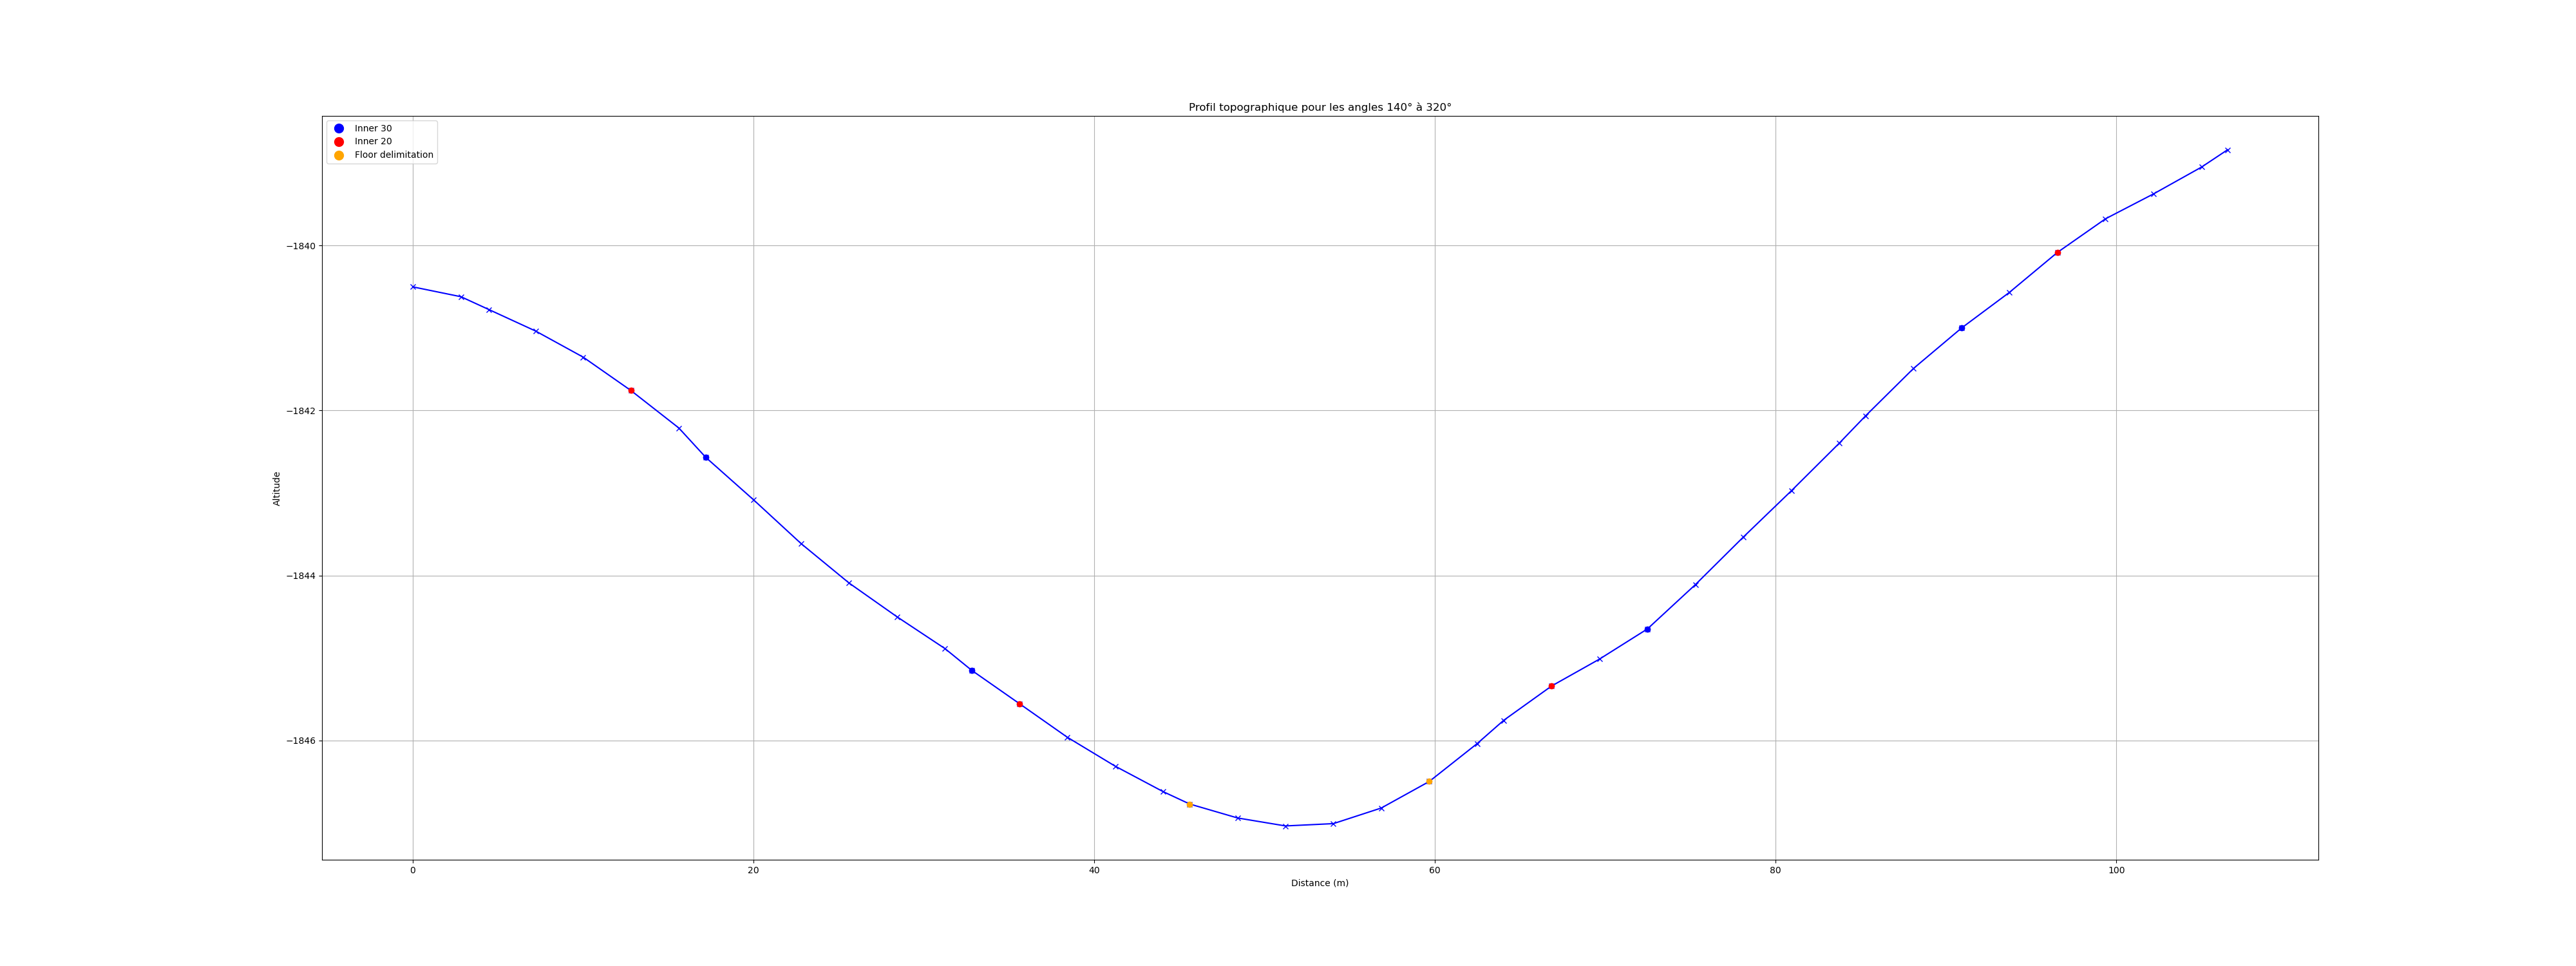 Profil topographique pour les angles 140° à 320°
Inner 30
Inner 20
Floor delimitation
−1840
−1842
−1844
−1846
Altitude
0 20 40 60 80 100
Distance (m)